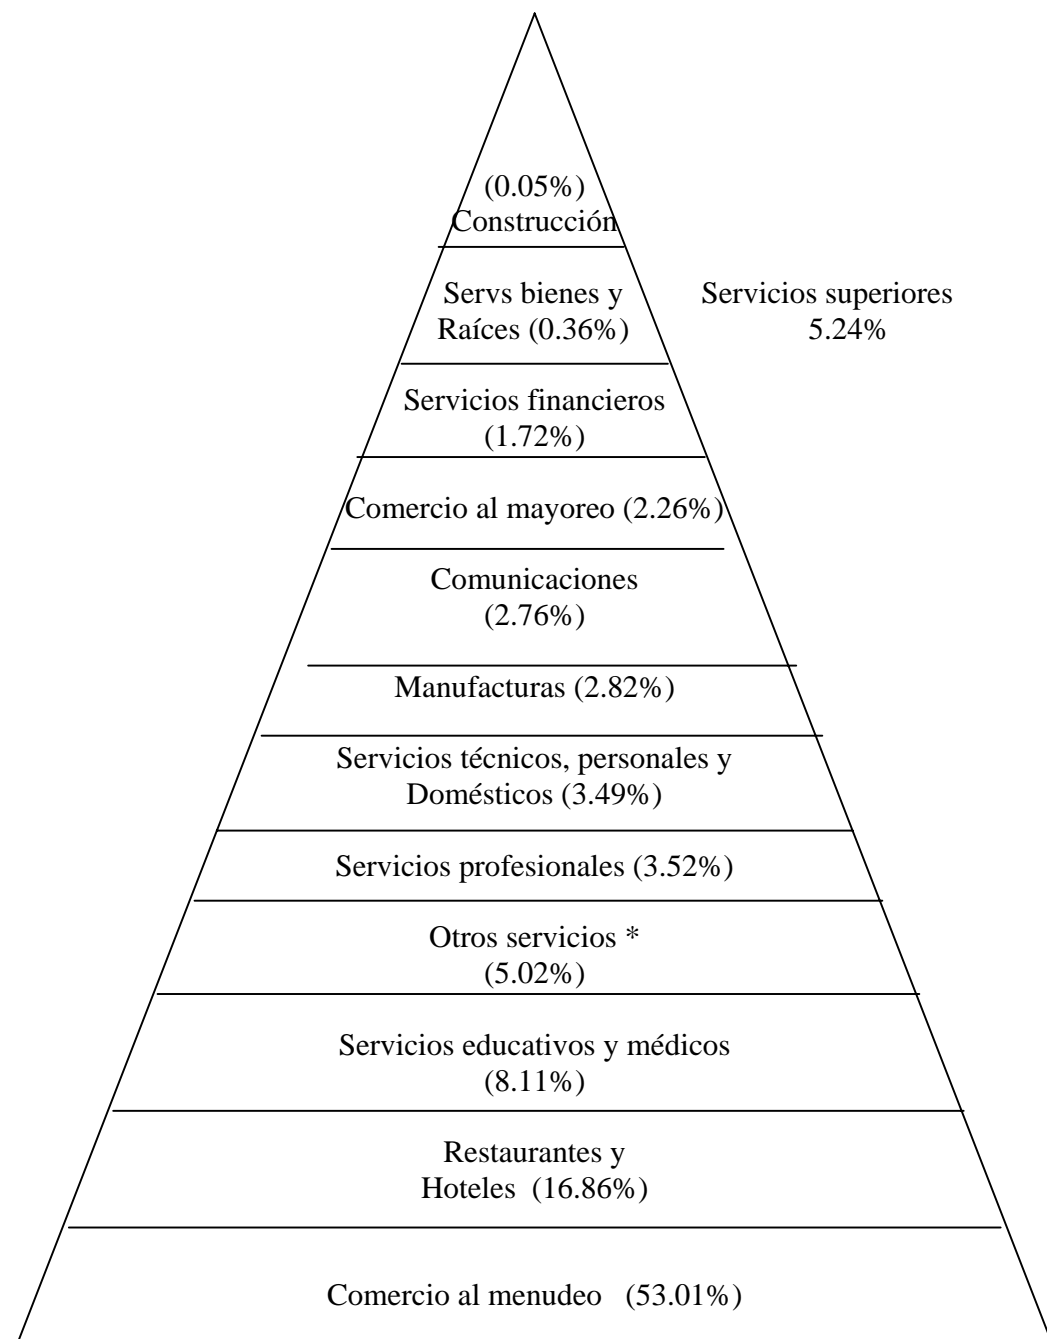 (0.05%)
Construcción
Servs bienes y
Raíces (0.36%)
Servicios superiores
5.24%
Servicios financieros
(1.72%)
Comercio al mayoreo (2.26%)
Comunicaciones
(2.76%)
Manufacturas (2.82%)
Servicios técnicos, personales y
Domésticos (3.49%)
Servicios profesionales (3.52%)
Otros servicios *
(5.02%)
Servicios educativos y médicos
(8.11%)
Restaurantes y
Hoteles (16.86%)
Comercio al menudeo (53.01%)